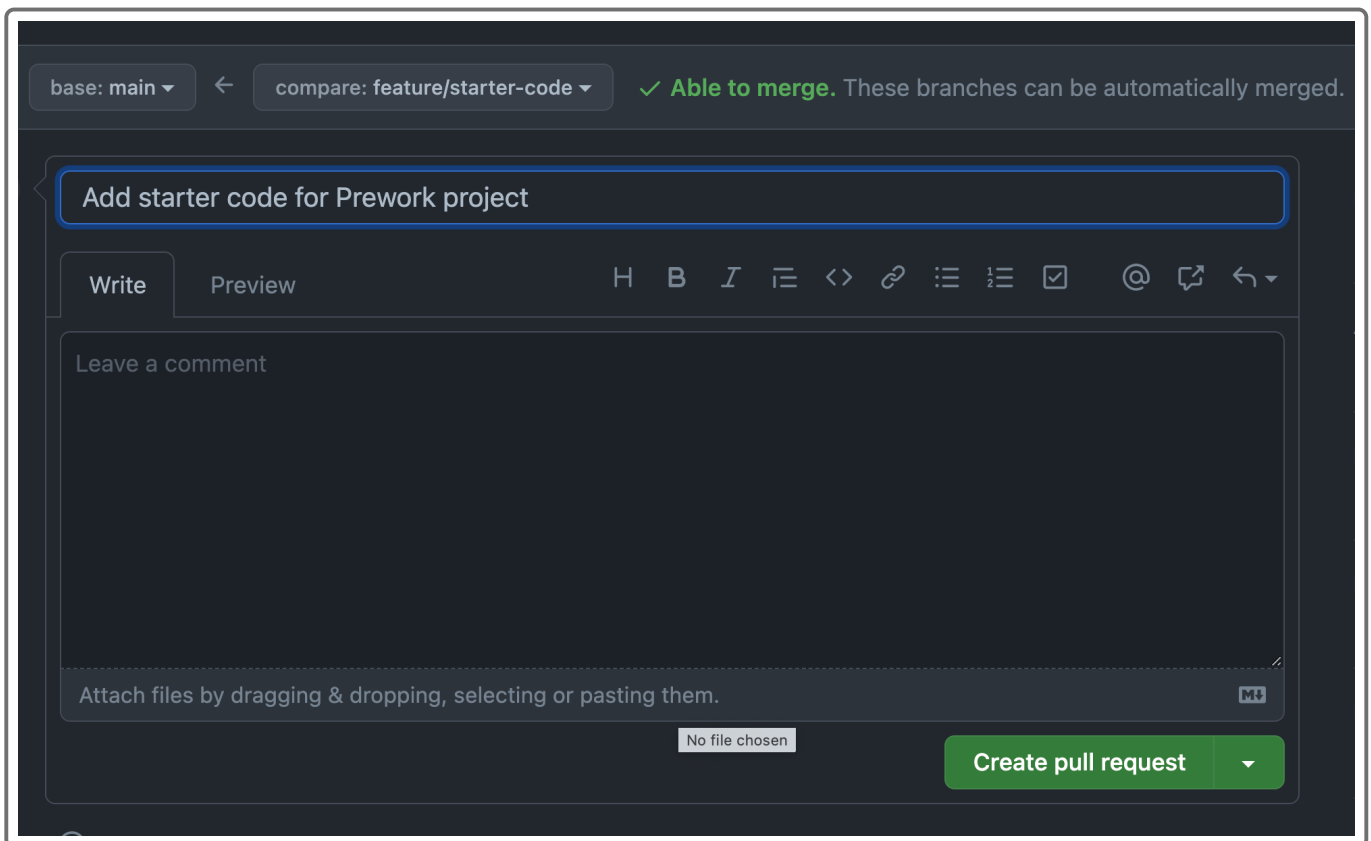 base: main compare: feature/starter-code Able to merge. These branches can be automatically merged.
Add starter code for Prework project
Write Preview H B I <> @
Leave a comment
Attach files by dragging & dropping, selecting or pasting them. M
No file chosen
Create pull request